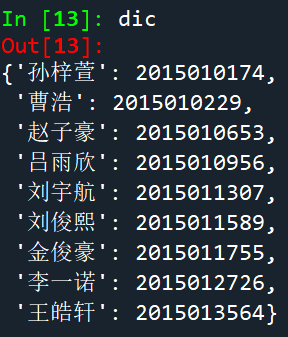 In [13]: dic
Out[13]:
{'孙梓萱': 2015010174,
'曹浩': 2015010229,
'赵子豪': 2015010653,
'吕雨欣': 2015010956,
'刘宇航': 2015011307,
'刘俊熙': 2015011589,
'金俊豪': 2015011755,
'李一诺': 2015012726,
'王皓轩': 2015013564}